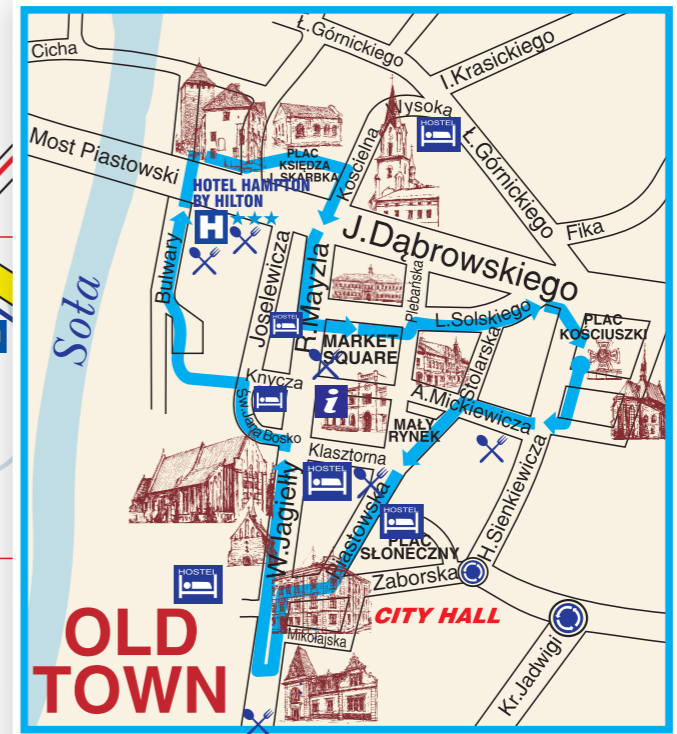 Cicha
Ł.Górnickiego
I.Krasickiego
Wysoka
HOSTEL
Ł.Górnickiego
Most Piastowski
PLAC
KSIĘDZA
J. SKARBKA
Kościelna
HOTEL HAMPTON
BY HILTON
H
Fika
J.Dąbrowskiego
Bulwary
Soła
Joselewicza
R.Mayzla
Plebańska
L.Solskiego
HOSTEL
MARKET
SQUARE
Stolarska
PLAC
KOŚCIUSZKI
Knycza
i
A.Mickiewicza
Św.Jana Bosko
MAŁY
RYNEK
Klasztorna
HOSTEL
W.Jagiełły
Piastowska
HOSTEL
PLAC
SŁONECZNY
H.Sienkiewicza
HOSTEL
Zaborska
CITY HALL
OLD
TOWN
Mikołajska
Kr.Jadwigi